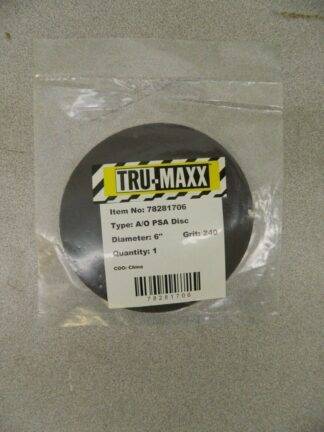 TRU-MAXX
Item No: 78281706
Type: A/O PSA Disc
Diameter: 6" Grit: 240
Quantity: 1
COO: China
78281706